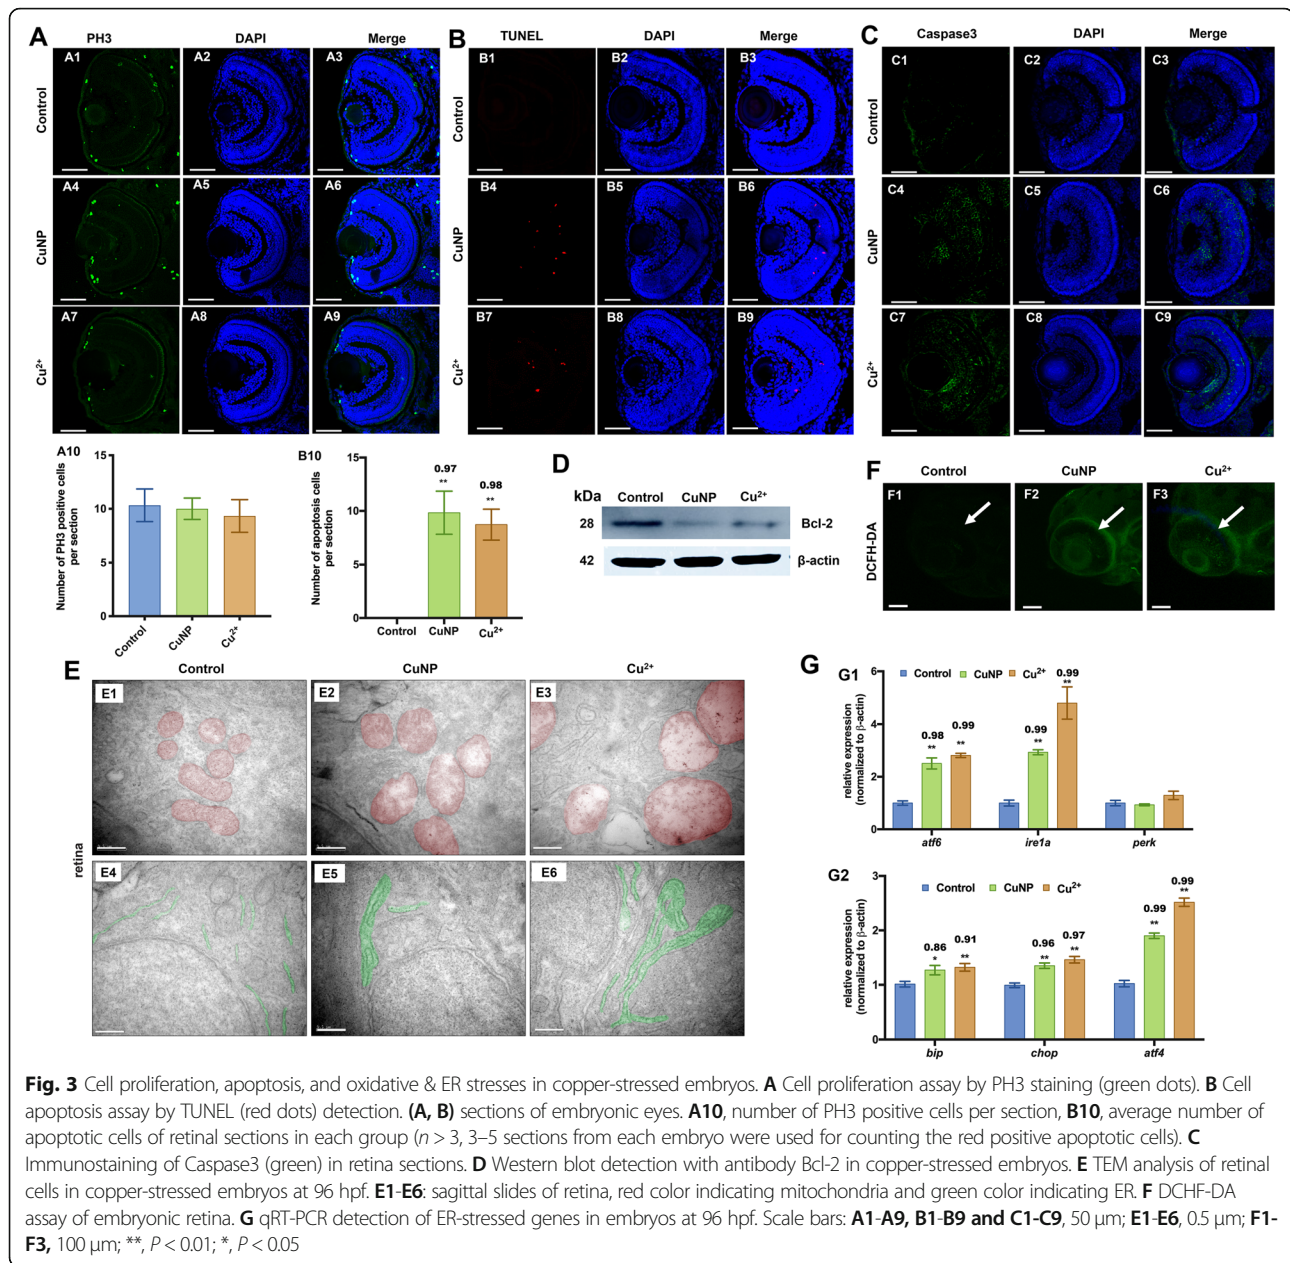 A PH3 DAPI Merge
B TUNEL DAPI Merge
C Caspase3 DAPI Merge
Control A1 A2 A3
CuNP A4 A5 A6
Cu²⁺ A7 A8 A9
Control B1 B2 B3
CuNP B4 B5 B6
Cu²⁺ B7 B8 B9
Control C1 C2 C3
CuNP C4 C5 C6
Cu²⁺ C7 C8 C9
A10
Number of PH3 positive cells
per section
15
10
5
0
Control CuNP Cu²⁺
B10
Number of apoptosis cells
per section
15
10
5
0
0.97
**
0.98
**
Control CuNP Cu²⁺
D
kDa Control CuNP Cu²⁺
28 Bcl-2
42 β-actin
F
Control CuNP Cu²⁺
DCFH-DA
F1 F2 F3
E
Control CuNP Cu²⁺
retina
E1 E2 E3
E4 E5 E6
G
G1
Control CuNP Cu²⁺
relative expression
(normalized to β-actin)
6
4
2
0
0.98
**
0.99
**
0.99
**
0.99
**
atf6 ire1a perk
G2
Control CuNP Cu²⁺
relative expression
(normalized to β-actin)
3
2
1
0
0.86
*
0.91
**
0.96
**
0.97
**
0.99
**
0.99
**
bip chop atf4
Fig. 3 Cell proliferation, apoptosis, and oxidative & ER stresses in copper-stressed embryos. A Cell proliferation assay by PH3 staining (green dots). B Cell
apoptosis assay by TUNEL (red dots) detection. (A, B) sections of embryonic eyes. A10, number of PH3 positive cells per section, B10, average number of
apoptotic cells of retinal sections in each group (n > 3, 3–5 sections from each embryo were used for counting the red positive apoptotic cells). C
Immunostaining of Caspase3 (green) in retina sections. D Western blot detection with antibody Bcl-2 in copper-stressed embryos. E TEM analysis of retinal
cells in copper-stressed embryos at 96 hpf. E1-E6: sagittal slides of retina, red color indicating mitochondria and green color indicating ER. F DCHF-DA
assay of embryonic retina. G qRT-PCR detection of ER-stressed genes in embryos at 96 hpf. Scale bars: A1-A9, B1-B9 and C1-C9, 50 μm; E1-E6, 0.5 μm; F1-
F3, 100 μm; **, P < 0.01; *, P < 0.05